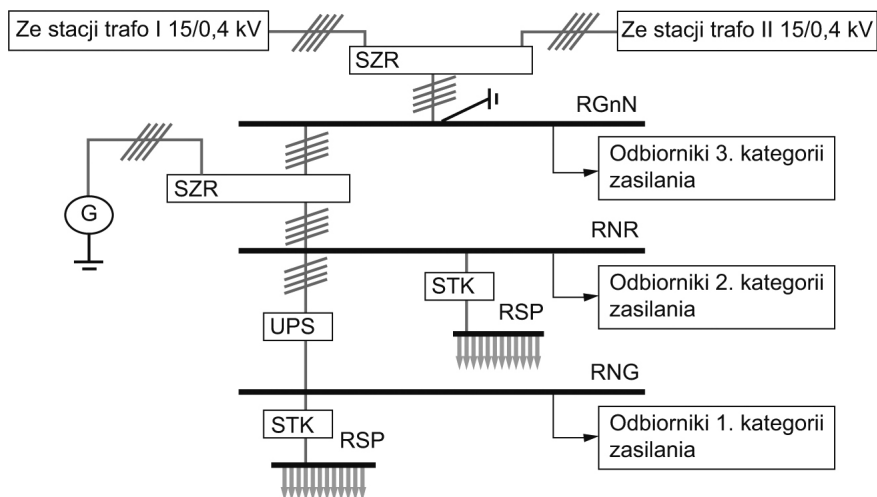 Ze stacji trafo I 15/0,4 kV
Ze stacji trafo II 15/0,4 kV
SZR
RGnN
Odbiorniki 3. kategorii
zasilania
SZR
G
RNR
STK
Odbiorniki 2. kategorii
zasilania
RSP
UPS
RNG
STK
Odbiorniki 1. kategorii
zasilania
RSP